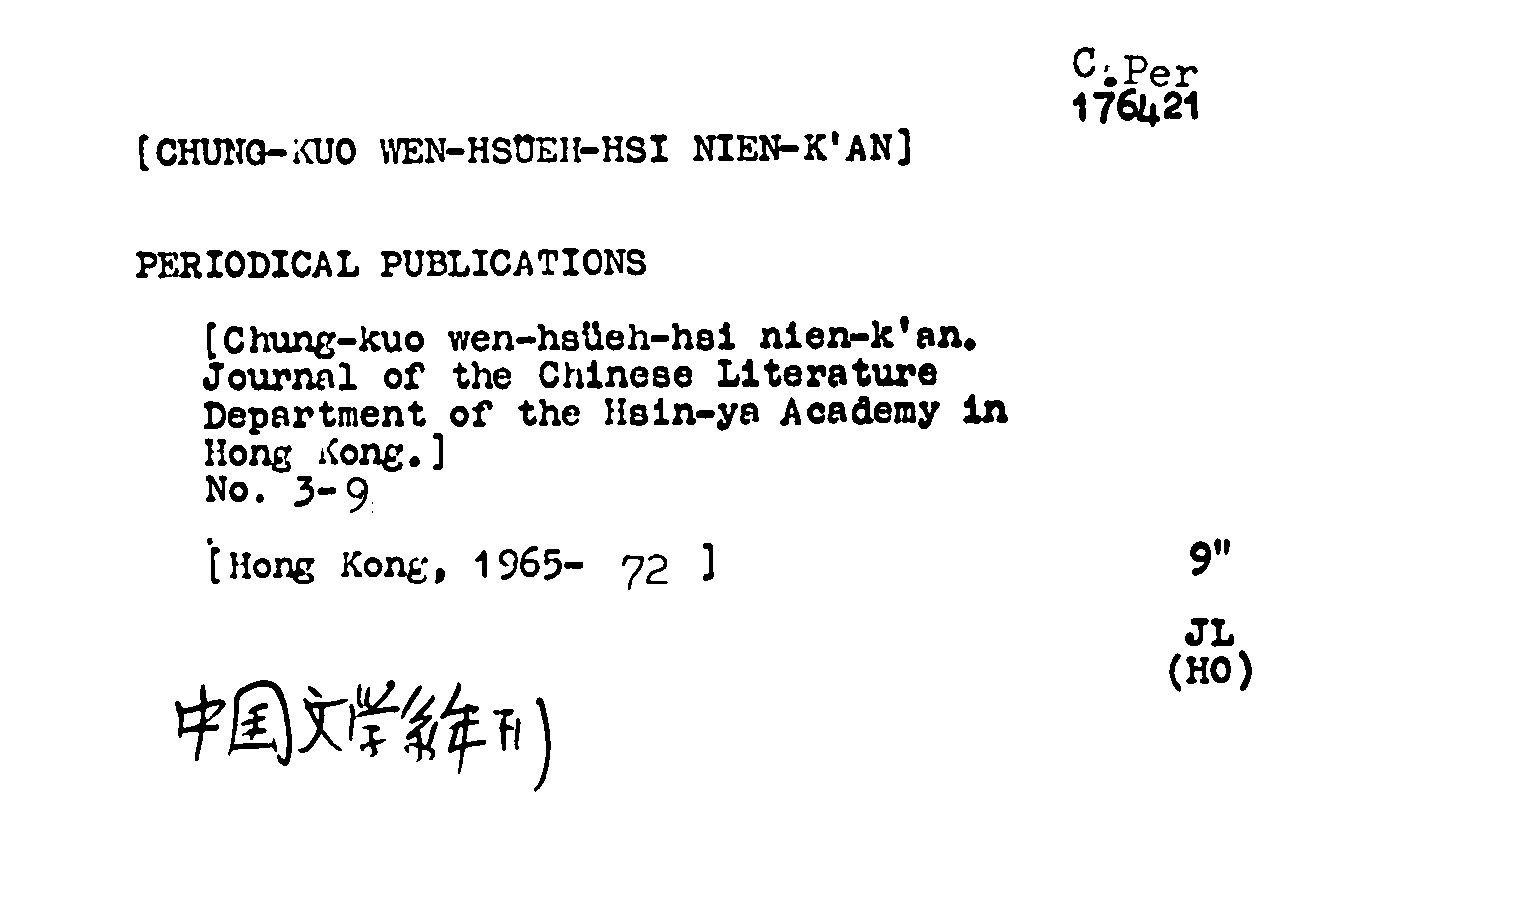 C. Per
176421
[CHUNG-KUO WEN-HSÜEH-HSI NIEN-K'AN]
PERIODICAL PUBLICATIONS
[Chung-kuo wen-hsüeh-hsi nien-k'an.
Journal of the Chinese Literature
Department of the Hsin-ya Academy in
Hong Kong.]
No. 3-9
[Hong Kong, 1965- 72 ]
9"
JL
(HO)
中国文学系年刊)